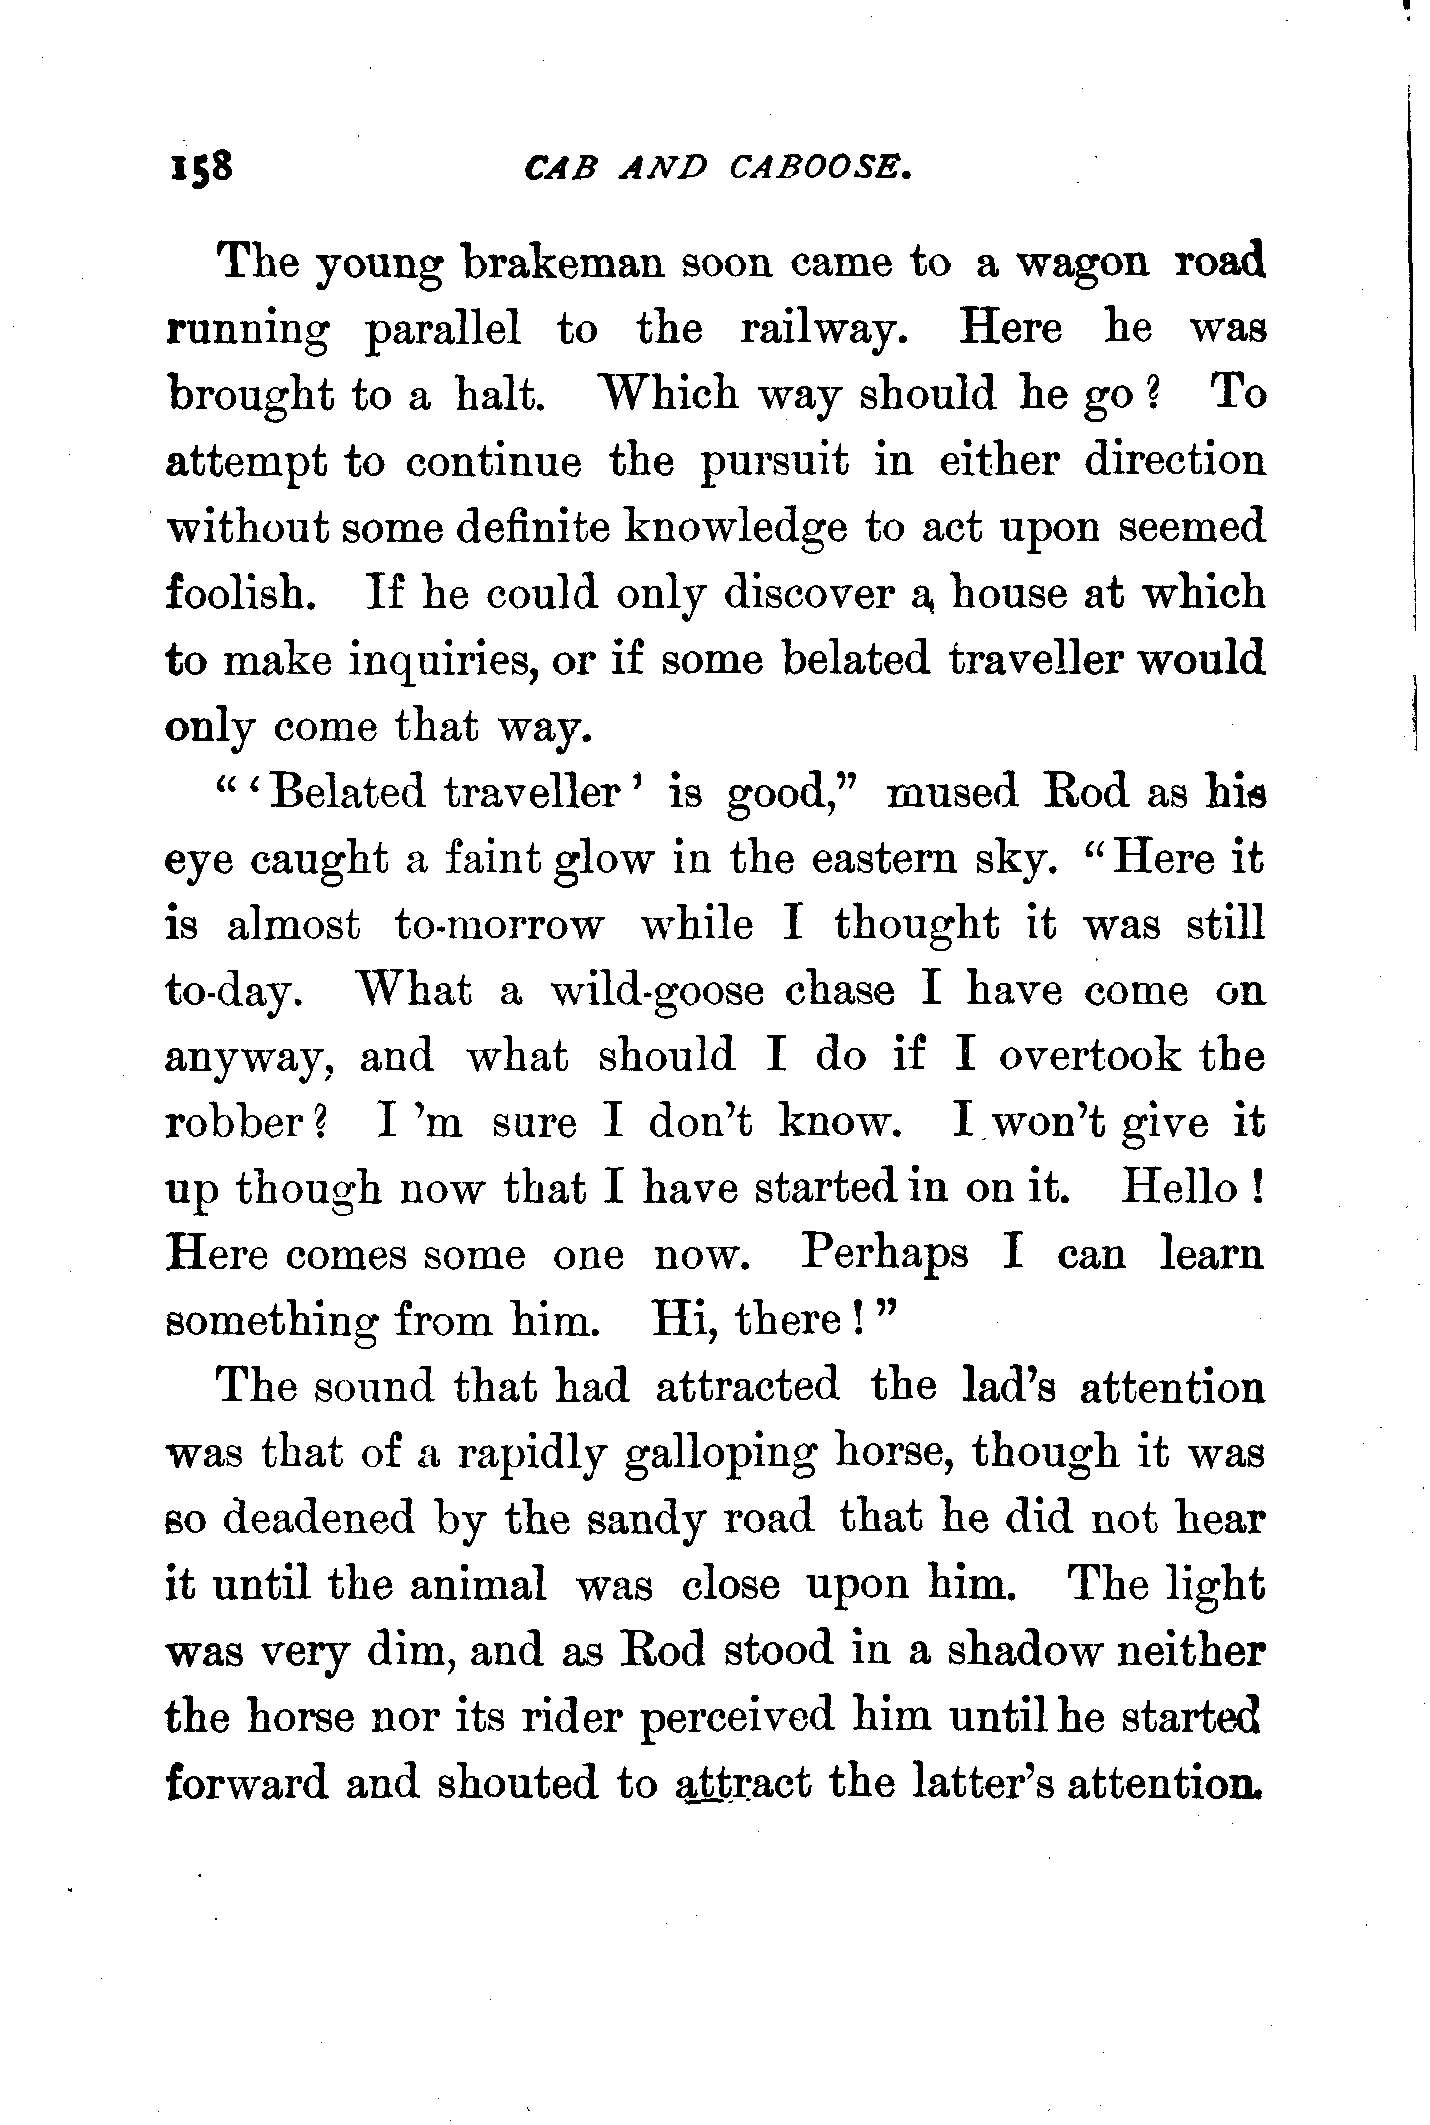 158 CAB AND CABOOSE.
The young brakeman soon came to a wagon road
running parallel to the railway. Here he was
brought to a halt. Which way should he go? To
attempt to continue the pursuit in either direction
without some definite knowledge to act upon seemed
foolish. If he could only discover a house at which
to make inquiries, or if some belated traveller would
only come that way.
"'Belated traveller' is good," mused Rod as his
eye caught a faint glow in the eastern sky. "Here it
is almost to-morrow while I thought it was still
to-day. What a wild-goose chase I have come on
anyway, and what should I do if I overtook the
robber? I 'm sure I don't know. I won't give it
up though now that I have started in on it. Hello!
Here comes some one now. Perhaps I can learn
something from him. Hi, there!"
The sound that had attracted the lad's attention
was that of a rapidly galloping horse, though it was
so deadened by the sandy road that he did not hear
it until the animal was close upon him. The light
was very dim, and as Rod stood in a shadow neither
the horse nor its rider perceived him until he started
forward and shouted to attract the latter's attention.